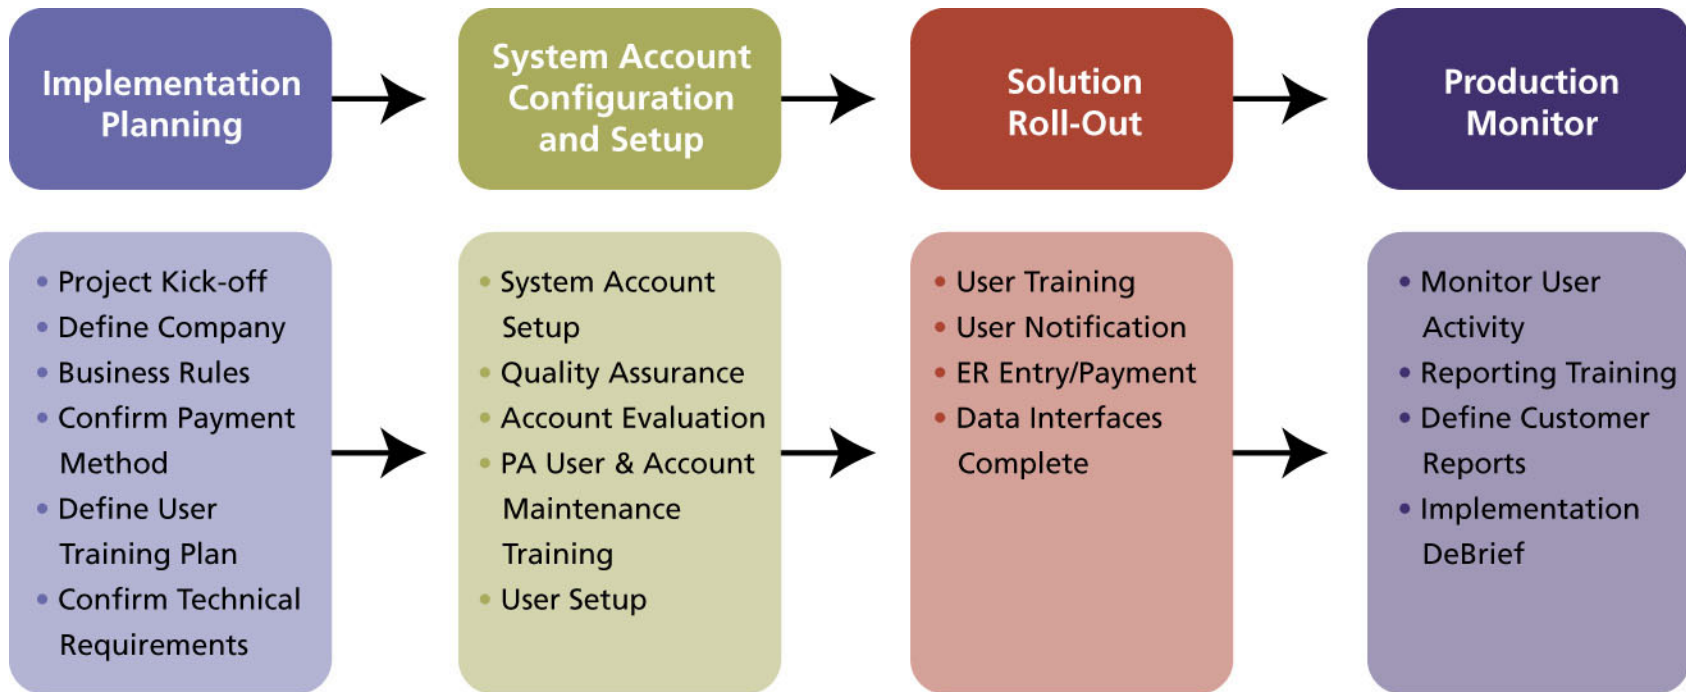 Implementation
Planning
System Account
Configuration
and Setup
Solution
Roll-Out
Production
Monitor
• Project Kick-off
• Define Company
• Business Rules
• Confirm Payment
Method
• Define User
Training Plan
• Confirm Technical
Requirements
• System Account
Setup
• Quality Assurance
• Account Evaluation
• PA User & Account
Maintenance
Training
• User Setup
• User Training
• User Notification
• ER Entry/Payment
• Data Interfaces
Complete
• Monitor User
Activity
• Reporting Training
• Define Customer
Reports
• Implementation
DeBrief